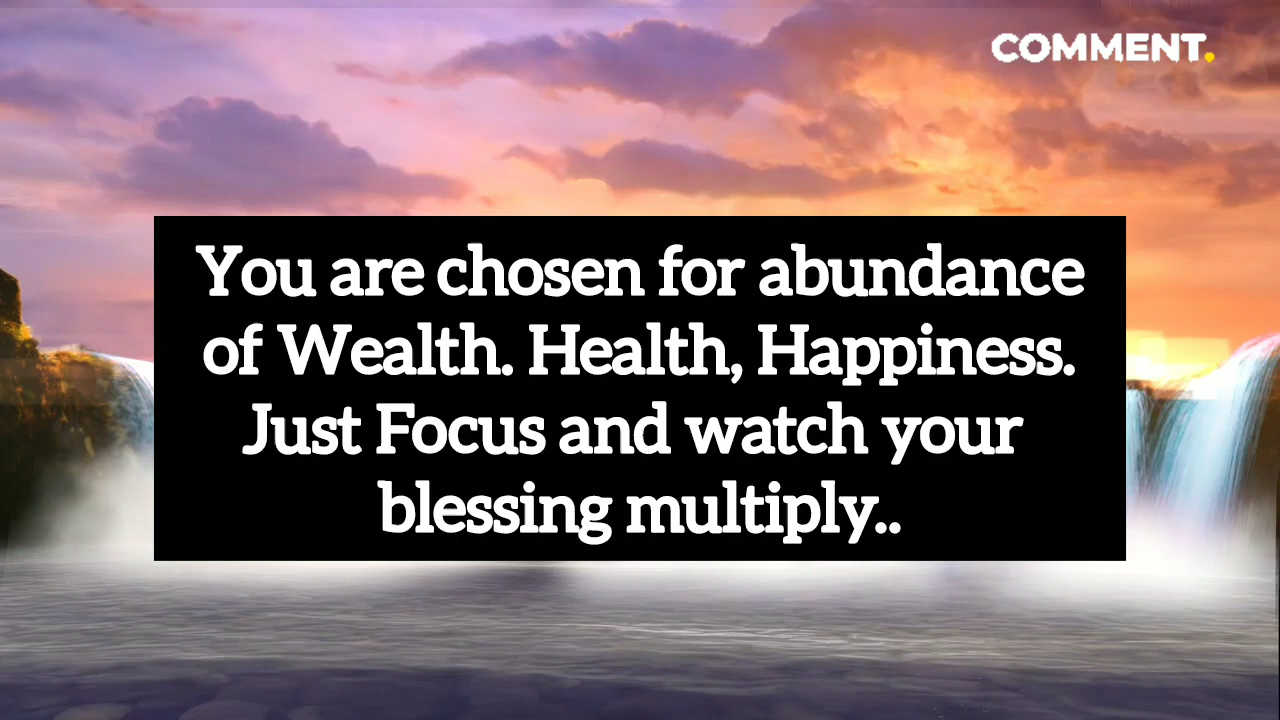 COMMENT.
You are chosen for abundance
of Wealth. Health, Happiness.
Just Focus and watch your
blessing multiply..